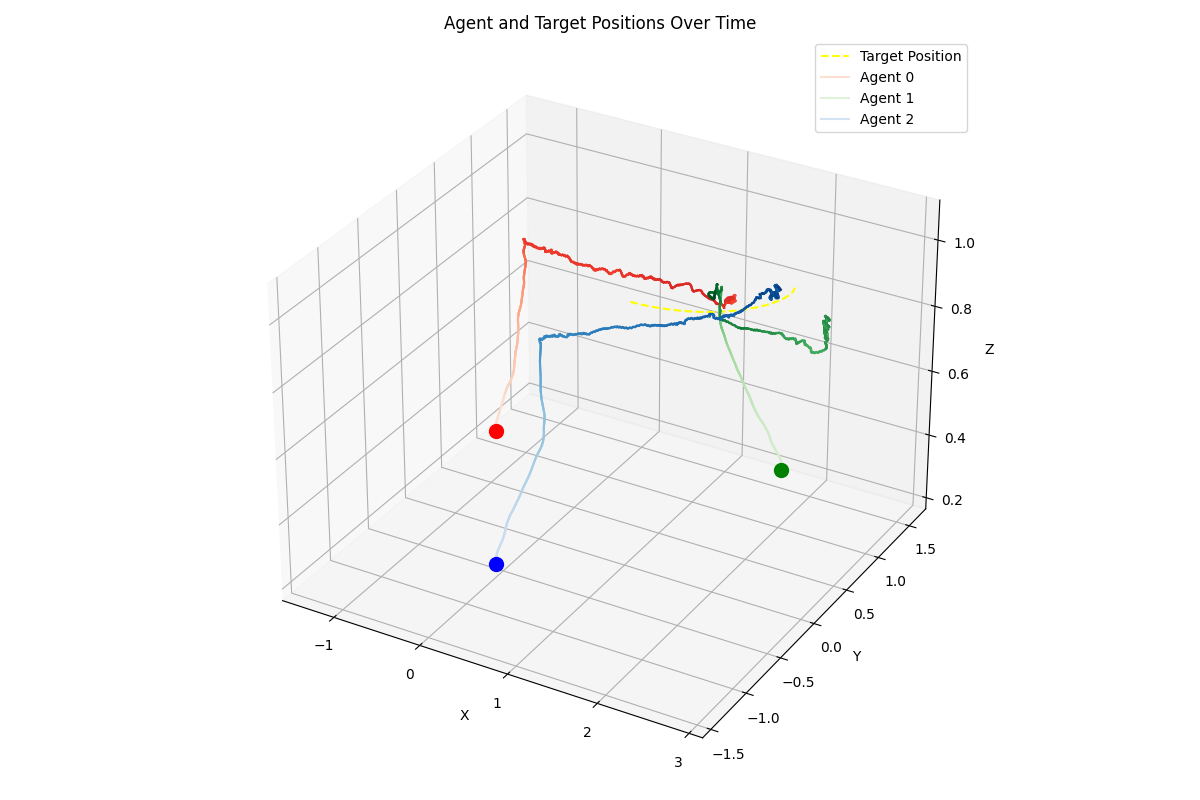 Agent and Target Positions Over Time
Target Position
Agent 0
Agent 1
Agent 2
1.0
0.8
0.6
0.4
0.2
Z
1.5
1.0
0.5
0.0
−0.5
−1.0
−1.5
Y
−1
0
1
2
3
X